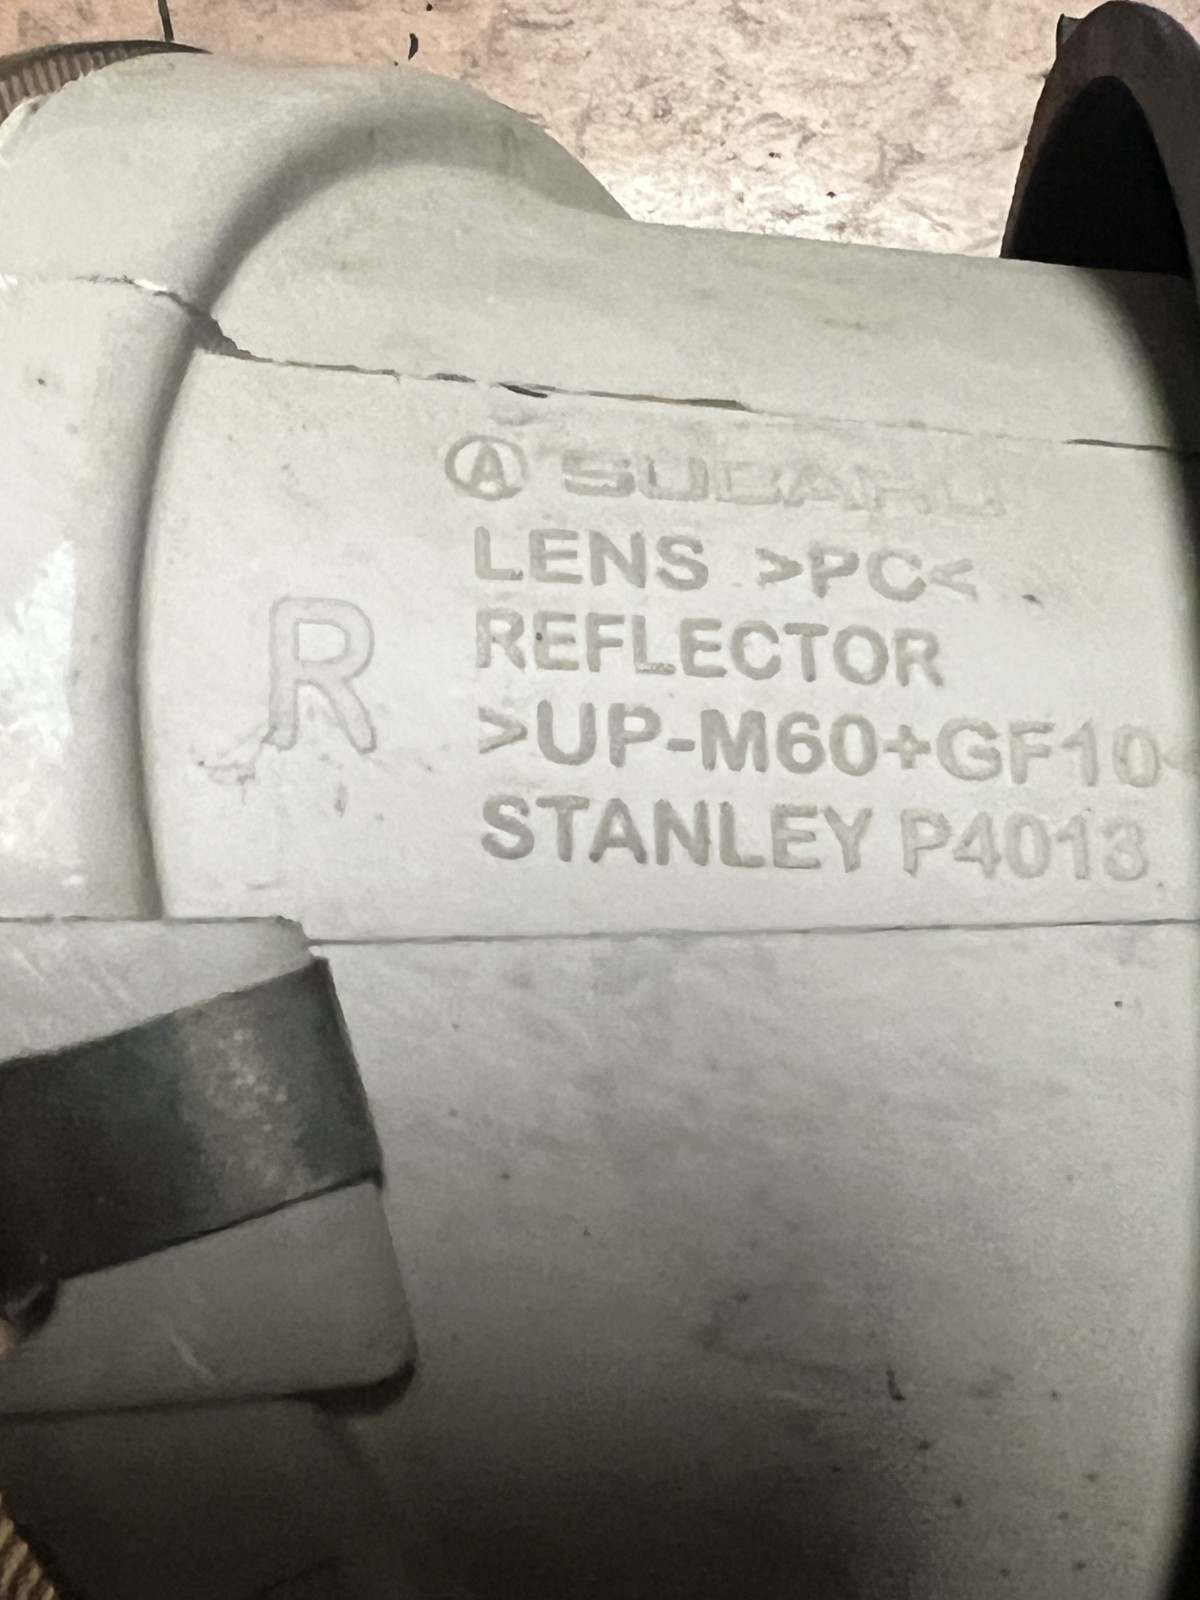 Ⓐ SUBARU
LENS >PC<
R
REFLECTOR
>UP-M60+GF10<
STANLEY P4013